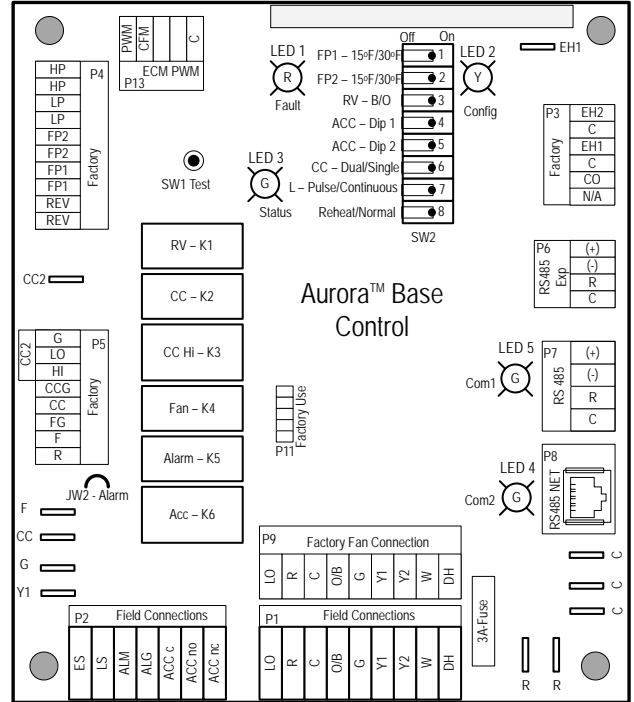 PWM
CFM
C
ECM PWM
P13
LED 1
R
Fault
Off On
FP1 – 15ºF/30ºF 1
FP2 – 15ºF/30ºF 2
RV – B/O 3
ACC – Dip 1 4
ACC – Dip 2 5
CC – Dual/Single 6
L – Pulse/Continuous 7
Reheat/Normal 8
SW2
LED 2
Y
Config
EH1
P4
HP
HP
LP
LP
FP2
FP2
FP1
FP1
REV
REV
Factory
SW1 Test
LED 3
G
Status
P3
Factory
EH2
C
EH1
C
CO
N/A
RV – K1
CC – K2
CC Hi – K3
Fan – K4
Alarm – K5
Acc – K6
Aurora™ Base
Control
P6
RS485
Exp
(+)
(-)
R
C
CC2
CC2
P5
G
LO
HI
CCG
CC
FG
F
R
Factory
JW2 - Alarm
P11
Factory Use
LED 5
G
Com1
P7
RS 485
(+)
(-)
R
C
LED 4
G
Com2
P8
RS485 NET
F
CC
G
Y1
P9 Factory Fan Connection
LO R C O/B G Y1 Y2 W DH
C
C
C
3A-Fuse
P2 Field Connections
ES LS ALM ALG ACC c ACC no ACC nc
P1 Field Connections
LO R C O/B G Y1 Y2 W DH
R R